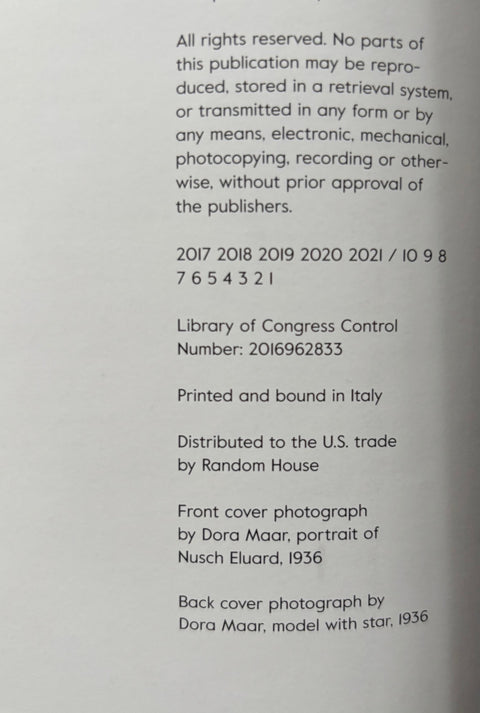 All rights reserved. No parts of
this publication may be repro-
duced, stored in a retrieval system,
or transmitted in any form or by
any means, electronic, mechanical,
photocopying, recording or other-
wise, without prior approval of
the publishers.
2017 2018 2019 2020 2021 / 10 9 8
7 6 5 4 3 2 1
Library of Congress Control
Number: 2016962833
Printed and bound in Italy
Distributed to the U.S. trade
by Random House
Front cover photograph
by Dora Maar, portrait of
Nusch Eluard, 1936
Back cover photograph by
Dora Maar, model with star, 1936